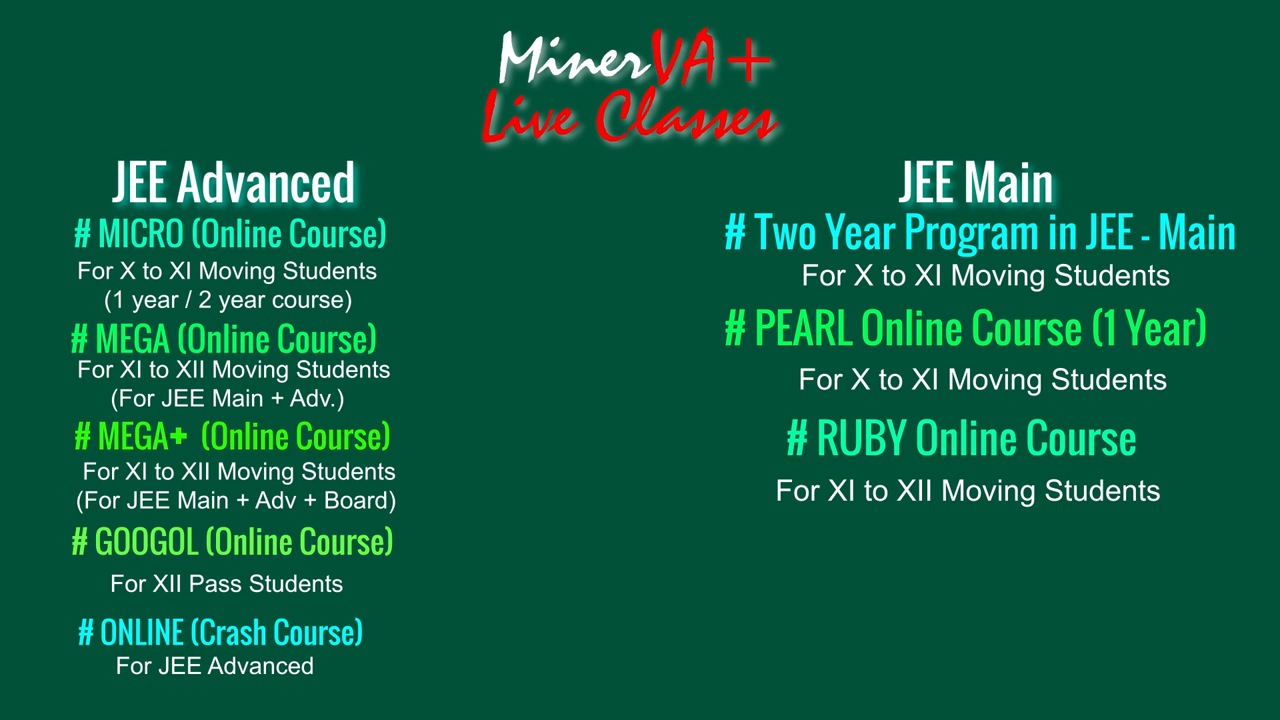 MinerVA+
Live Classes
JEE Advanced
# MICRO (Online Course)
For X to XI Moving Students
(1 year / 2 year course)
# MEGA (Online Course)
For XI to XII Moving Students
(For JEE Main + Adv.)
# MEGA+ (Online Course)
For XI to XII Moving Students
(For JEE Main + Adv + Board)
# GOOGOL (Online Course)
For XII Pass Students
# ONLINE (Crash Course)
For JEE Advanced
JEE Main
# Two Year Program in JEE - Main
For X to XI Moving Students
# PEARL Online Course (1 Year)
For X to XI Moving Students
# RUBY Online Course
For XI to XII Moving Students